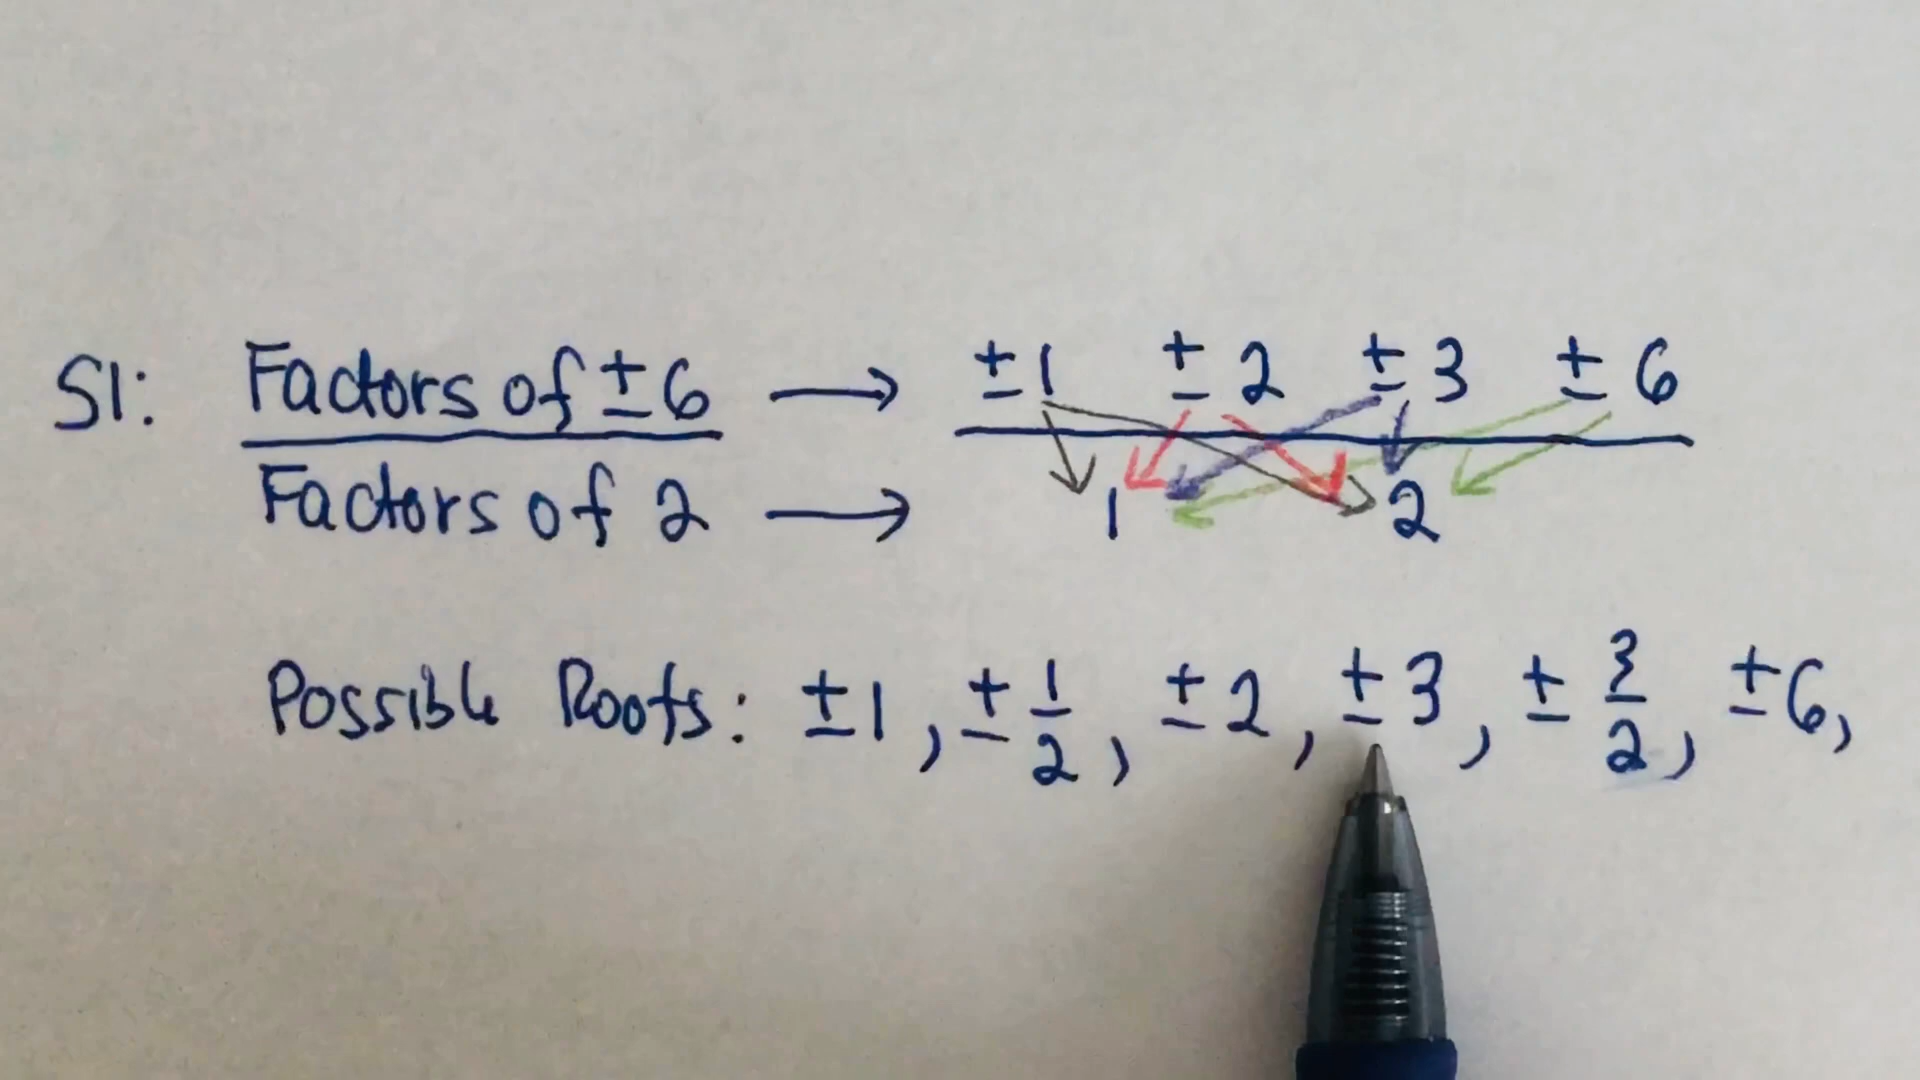 S1: Factors of ±6 → ±1 ±2 ±3 ±6
Factors of 2 → 1 2
Possible Roots: ±1, ±1/2, ±2, ±3, ±3/2, ±6,